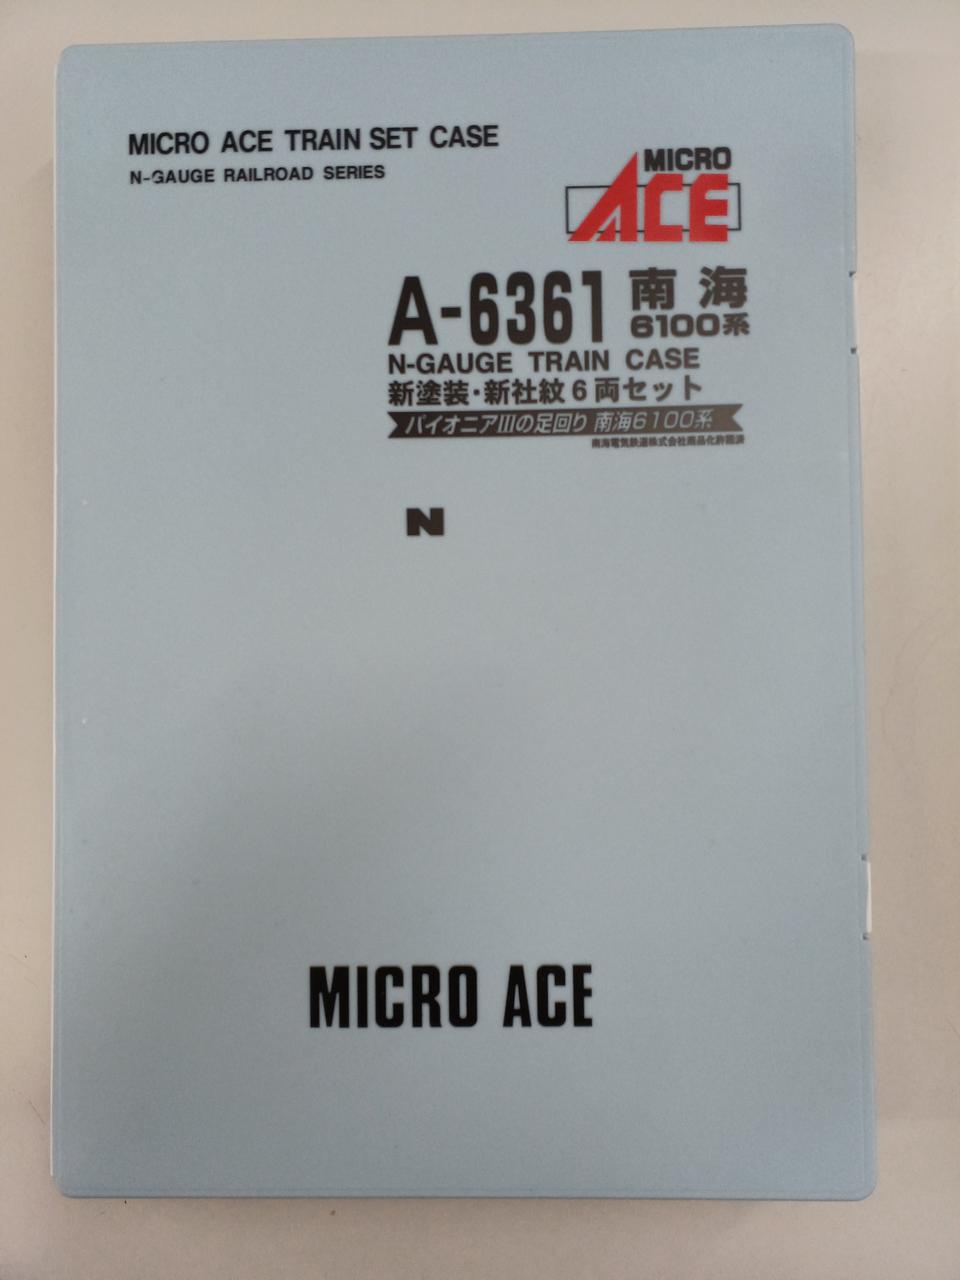 MICRO ACE TRAIN SET CASE
N-GAUGE RAILROAD SERIES
MICRO
ACE
A-6361 南海
6100系
N-GAUGE TRAIN CASE
新塗装・新社紋6両セット
パイオニアIIIの足回り 南海6100系
南海電気鉄道株式会社商品化許諾済
N
MICRO ACE